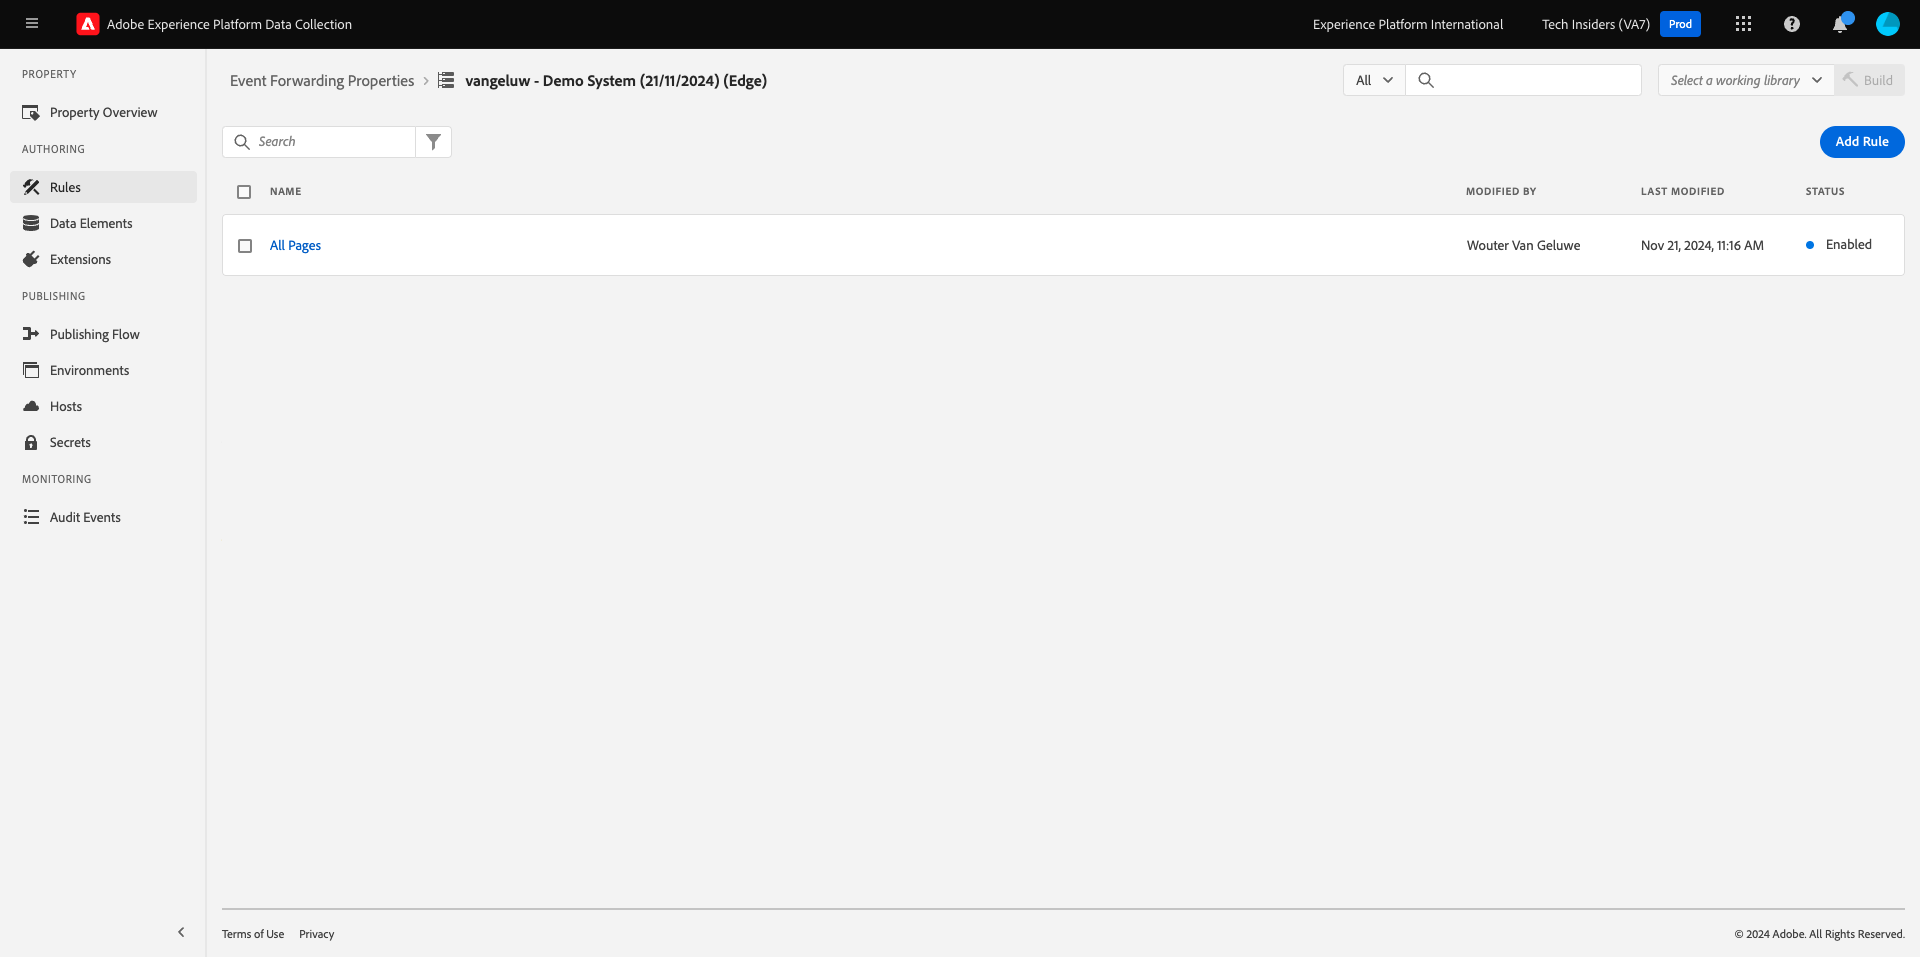 Adobe Experience Platform Data Collection
Experience Platform International
Tech Insiders (VA7)
Prod
PROPERTY
Property Overview
AUTHORING
Rules
Data Elements
Extensions
PUBLISHING
Publishing Flow
Environments
Hosts
Secrets
MONITORING
Audit Events
Event Forwarding Properties
vangeluw - Demo System (21/11/2024) (Edge)
All
Select a working library
Build
Search
Add Rule
NAME MODIFIED BY LAST MODIFIED STATUS
All Pages Wouter Van Geluwe Nov 21, 2024, 11:16 AM Enabled
Terms of Use Privacy
© 2024 Adobe. All Rights Reserved.